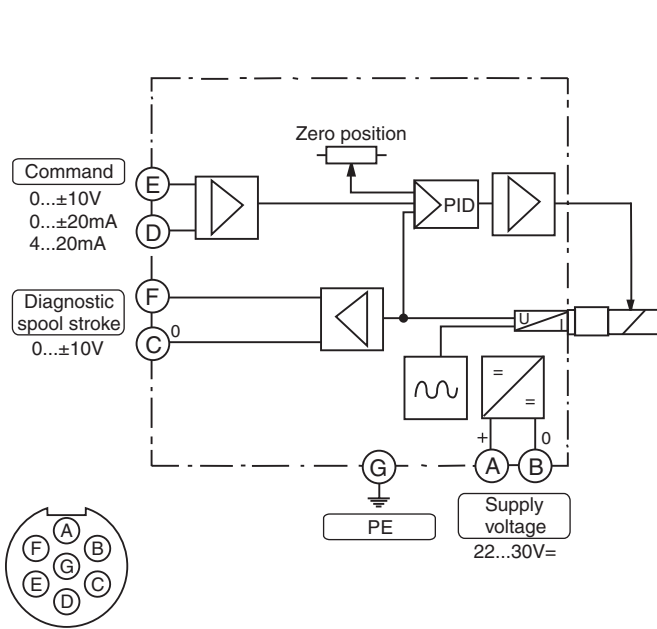 Zero position
Command
E
0...±10V
0...±20mA
D
4...20mA
PID
Diagnostic
spool stroke
F
0...±10V
C
0
U
I
=
=
+
0
G
A
B
PE
Supply
voltage
22...30V=
A
F
B
G
E
C
D